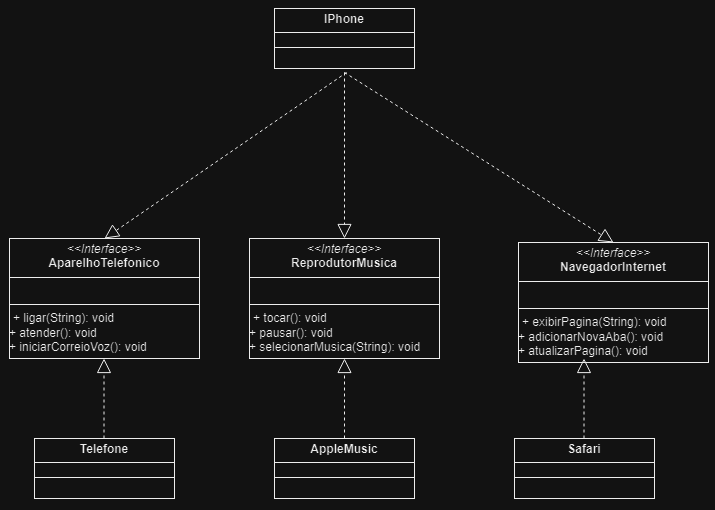 IPhone
<<Interface>>
AparelhoTelefonico
+ ligar(String): void
+ atender(): void
+ iniciarCorreioVoz(): void
<<Interface>>
ReprodutorMusica
+ tocar(): void
+ pausar(): void
+ selecionarMusica(String): void
<<Interface>>
NavegadorInternet
+ exibirPagina(String): void
+ adicionarNovaAba(): void
+ atualizarPagina(): void
Telefone
AppleMusic
Safari